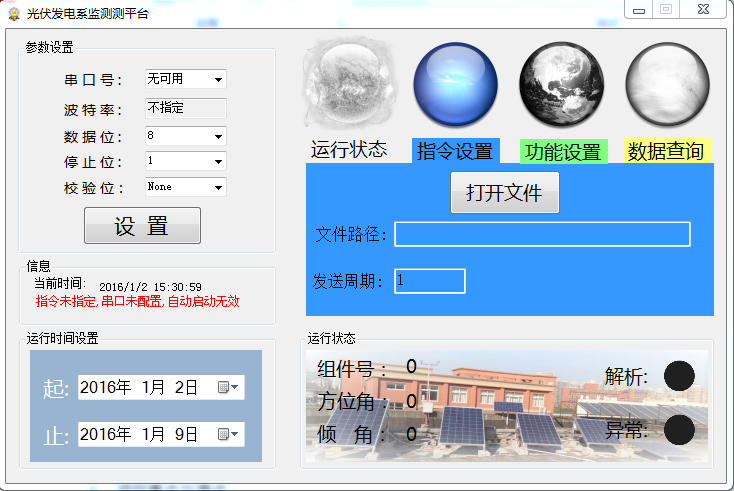 光伏发电系监测测平台
参数设置
串口号： 无可用
波特率： 不指定
数据位： 8
停止位： 1
校验位： None
设 置
信息
当前时间： 2016/1/2 15:30:59
指令未指定,串口未配置,自动启动无效
运行时间设置
起: 2016年 1月 2日
止: 2016年 1月 9日
运行状态
指令设置
功能设置
数据查询
打开文件
文件路径:
发送周期: 1
运行状态
组件号： 0
方位角： 0
倾 角： 0
解析:
异常: